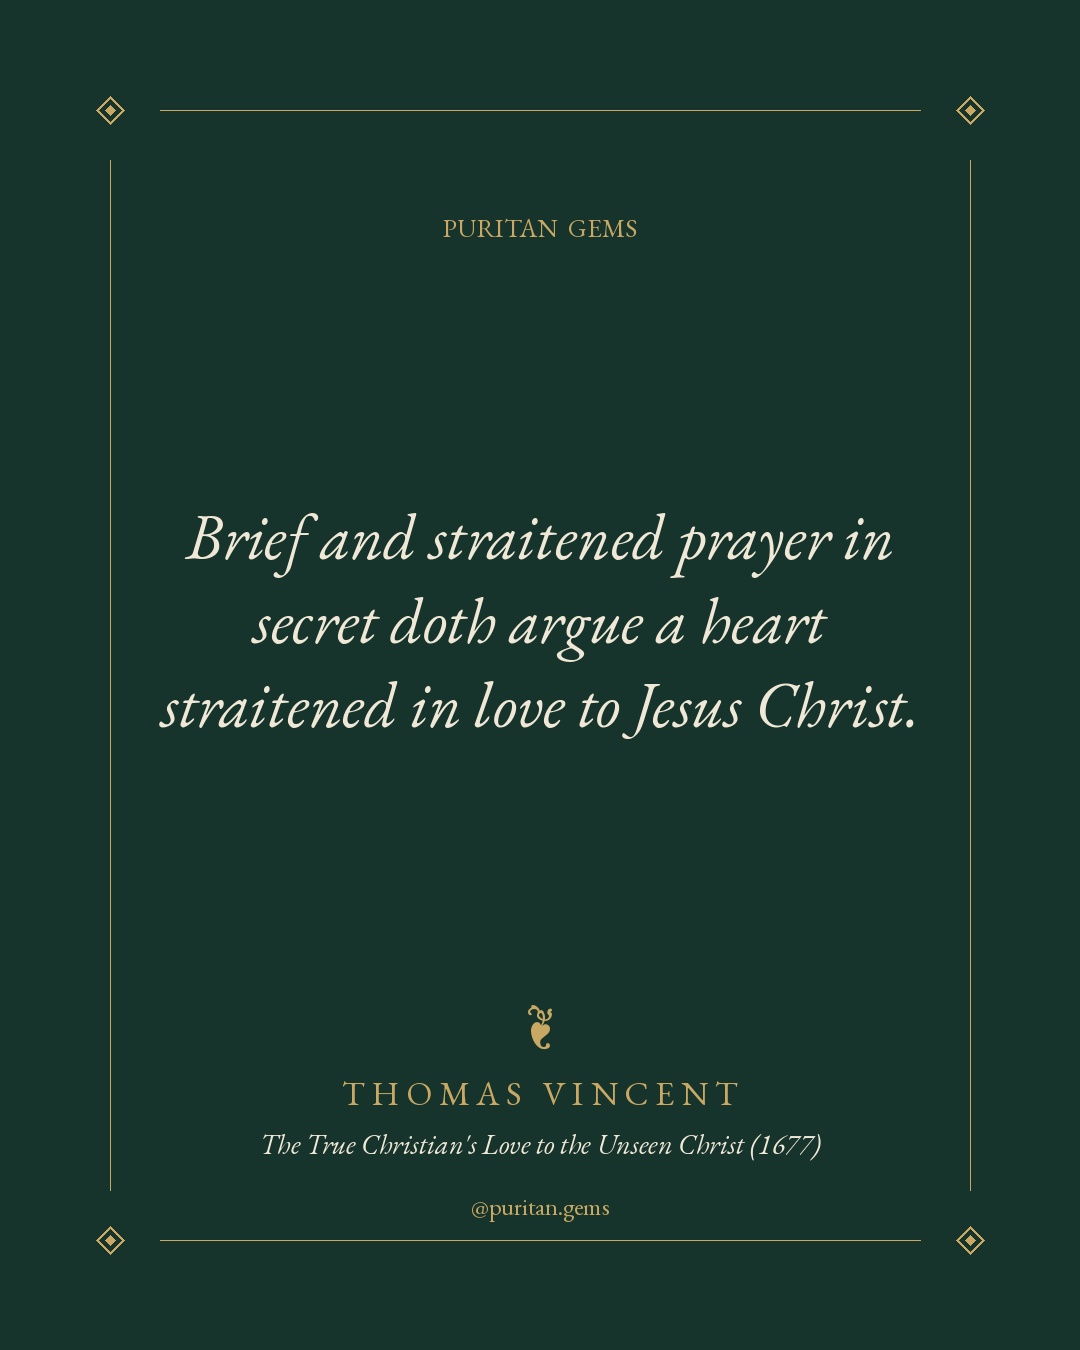 PURITAN GEMS
Brief and straitened prayer in
secret doth argue a heart
straitened in love to Jesus Christ.
THOMAS VINCENT
The True Christian's Love to the Unseen Christ (1677)
@puritan.gems